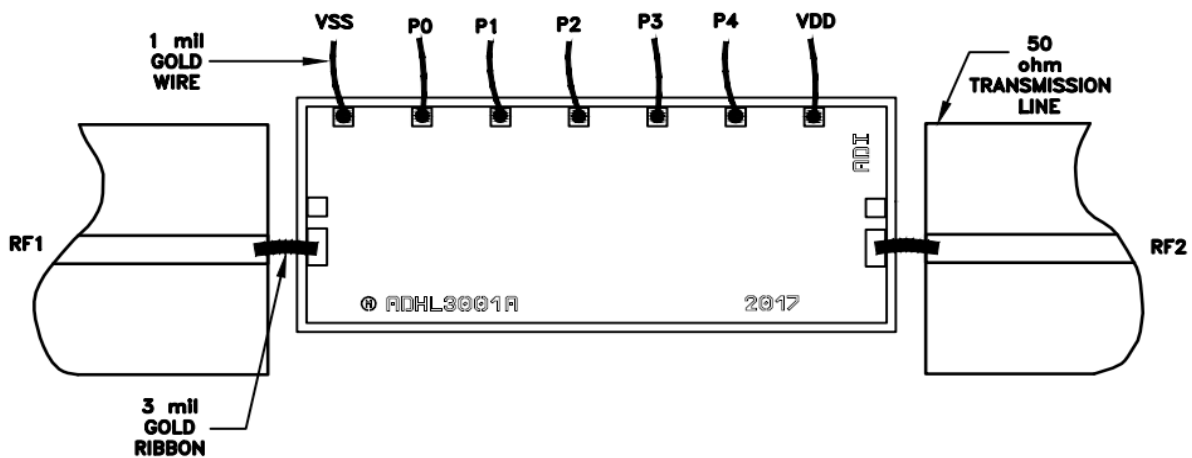 VSS
P0
P1
P2
P3
P4
VDD
1 mil
GOLD
WIRE
50
ohm
TRANSMISSION
LINE
ADI
RF1
RF2
Ⓗ ADHL3001A
2017
3 mil
GOLD
RIBBON